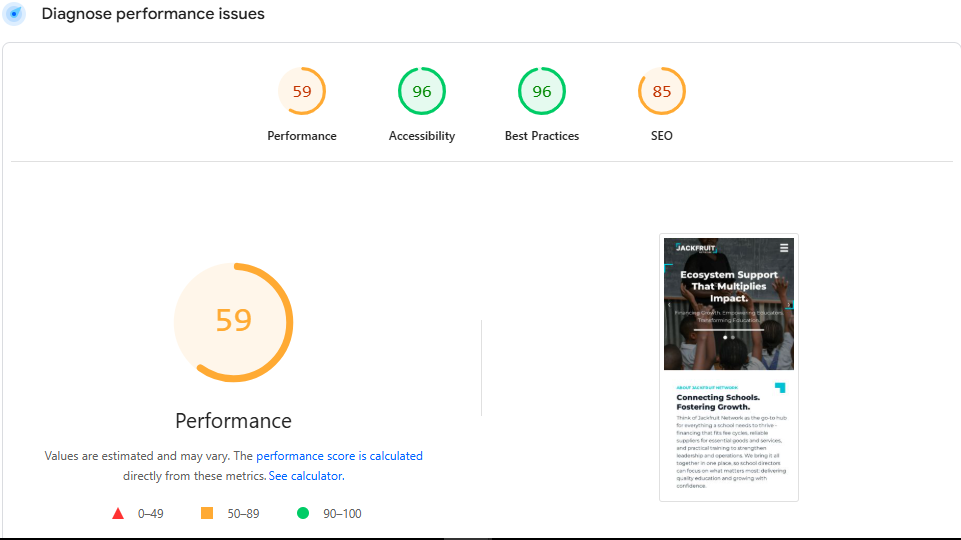 Diagnose performance issues
59
96
96
85
Performance
Accessibility
Best Practices
SEO
59
Performance
Values are estimated and may vary. The performance score is calculated
directly from these metrics. See calculator.
0–49
50–89
90–100
JACKFRUIT
Ecosystem Support
That Multiplies
Impact.
Financing Growth. Empowering Educators.
Transforming Education.
ABOUT JACKFRUIT NETWORK
Connecting Schools.
Fostering Growth.
Think of Jackfruit Network as the go-to hub
for everything a school needs to thrive -
financing that fits fee cycles, reliable
suppliers for essential goods and services,
and practical training to strengthen
leadership and operations. We bring it all
together in one place, so school directors
can focus on what matters most: delivering
quality education and growing with
confidence.